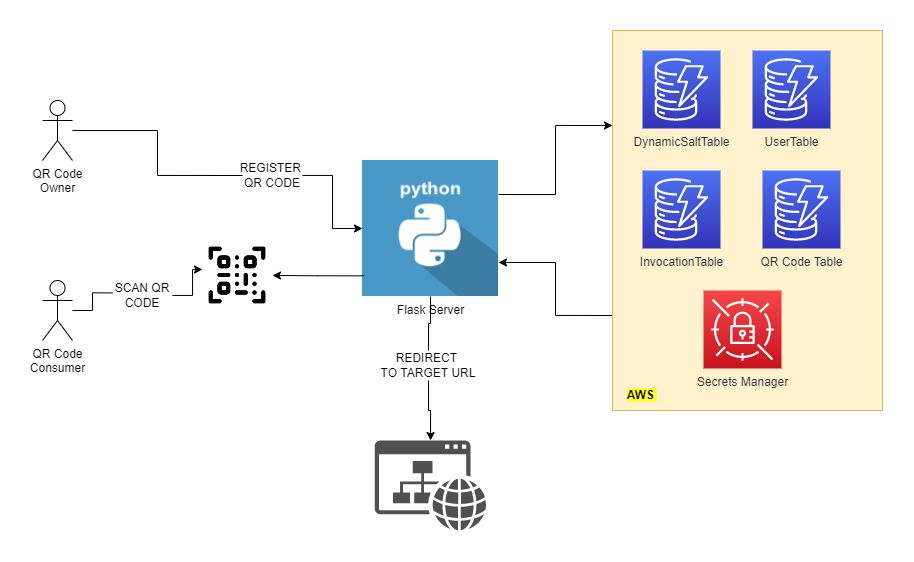 QR Code
Owner
REGISTER
QR CODE
python
Flask Server
SCAN QR
CODE
QR Code
Consumer
REDIRECT
TO TARGET URL
DynamicSaltTable
UserTable
InvocationTable
QR Code Table
Secrets Manager
AWS